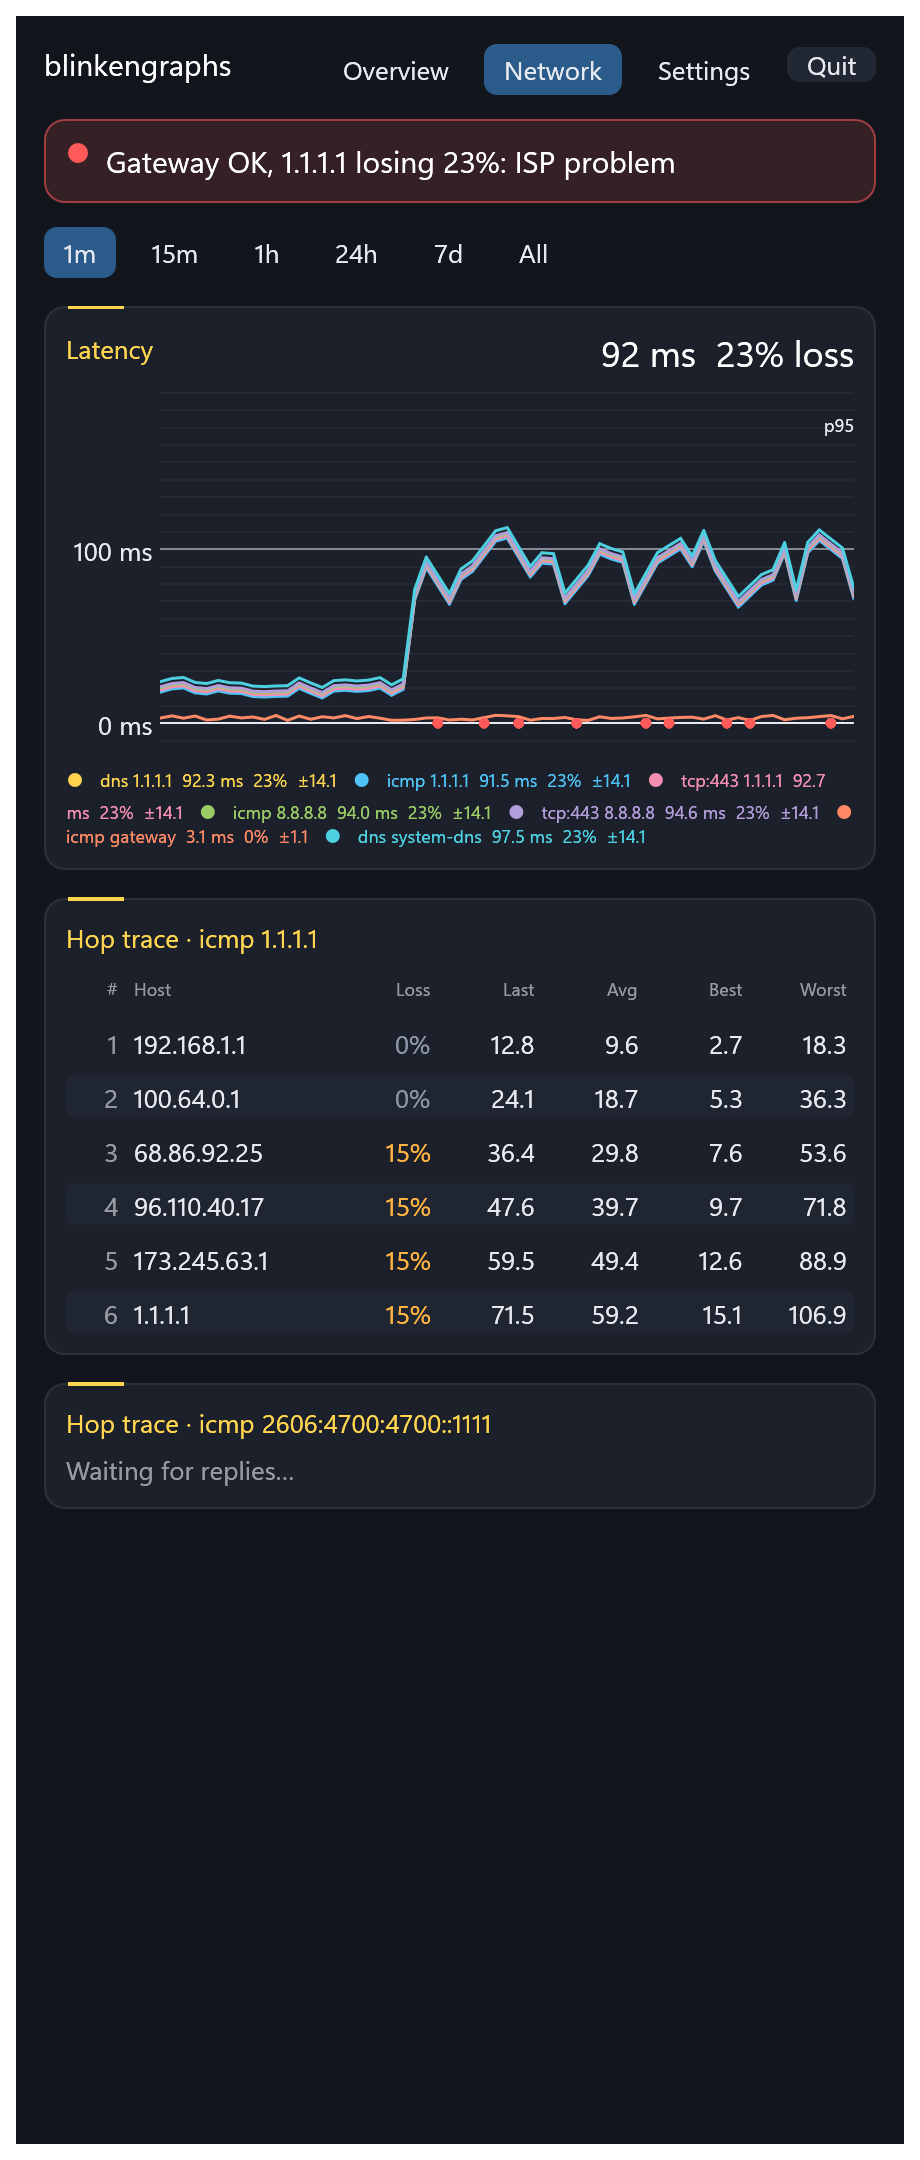 blinkengraphs Overview Network Settings Quit
Gateway OK, 1.1.1.1 losing 23%: ISP problem
1m 15m 1h 24h 7d All
Latency 92 ms 23% loss
p95
100 ms
0 ms
dns 1.1.1.1 92.3 ms 23% ±14.1 icmp 1.1.1.1 91.5 ms 23% ±14.1 tcp:443 1.1.1.1 92.7
ms 23% ±14.1 icmp 8.8.8.8 94.0 ms 23% ±14.1 tcp:443 8.8.8.8 94.6 ms 23% ±14.1
icmp gateway 3.1 ms 0% ±1.1 dns system-dns 97.5 ms 23% ±14.1
Hop trace · icmp 1.1.1.1
# Host Loss Last Avg Best Worst
1 192.168.1.1 0% 12.8 9.6 2.7 18.3
2 100.64.0.1 0% 24.1 18.7 5.3 36.3
3 68.86.92.25 15% 36.4 29.8 7.6 53.6
4 96.110.40.17 15% 47.6 39.7 9.7 71.8
5 173.245.63.1 15% 59.5 49.4 12.6 88.9
6 1.1.1.1 15% 71.5 59.2 15.1 106.9
Hop trace · icmp 2606:4700:4700::1111
Waiting for replies...